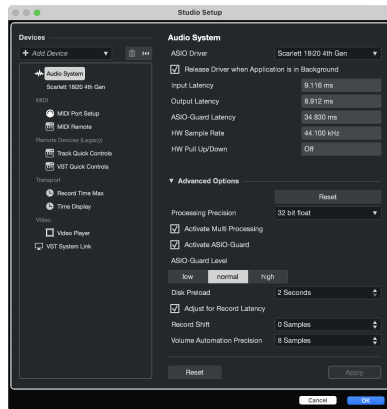 Studio Setup
Devices
+ Add Device
Audio System
Scarlett 18i20 4th Gen
MIDI
MIDI Port Setup
MIDI Remote
Remote Devices (Legacy)
Track Quick Controls
VST Quick Controls
Transport
Record Time Max
Time Display
Video
Video Player
VST System Link
Audio System
ASIO Driver Scarlett 18i20 4th Gen
Release Driver when Application is in Background
Input Latency 9.116 ms
Output Latency 8.912 ms
ASIO-Guard Latency 34.830 ms
HW Sample Rate 44.100 kHz
HW Pull Up/Down Off
Advanced Options
Reset
Processing Precision 32 bit float
Activate Multi Processing
Activate ASIO-Guard
ASIO-Guard Level
low normal high
Disk Preload 2 Seconds
Adjust for Record Latency
Record Shift 0 Samples
Volume Automation Precision 8 Samples
Reset Apply
Cancel OK